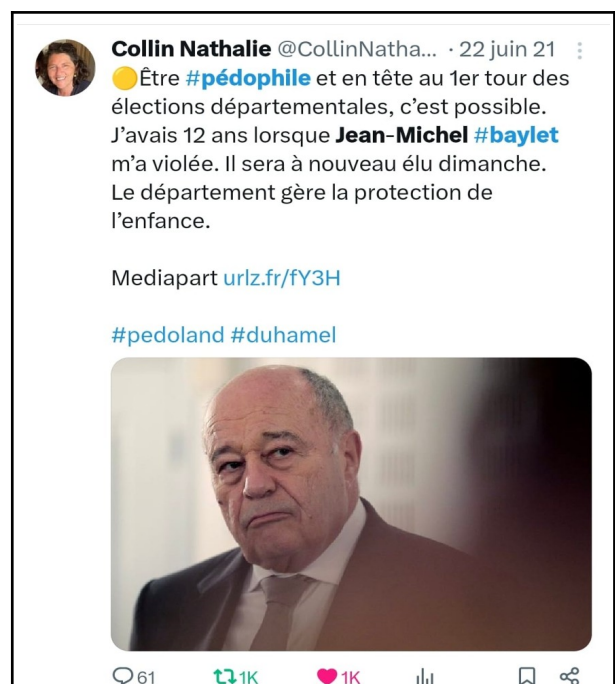 Collin Nathalie @CollinNatha... · 22 juin 21
🟡Être #pédophile et en tête au 1er tour des
élections départementales, c'est possible.
J'avais 12 ans lorsque Jean-Michel #baylet
m'a violée. Il sera à nouveau élu dimanche.
Le département gère la protection de
l'enfance.
Mediapart urlz.fr/fY3H
#pedoland #duhamel
61 1K 1K